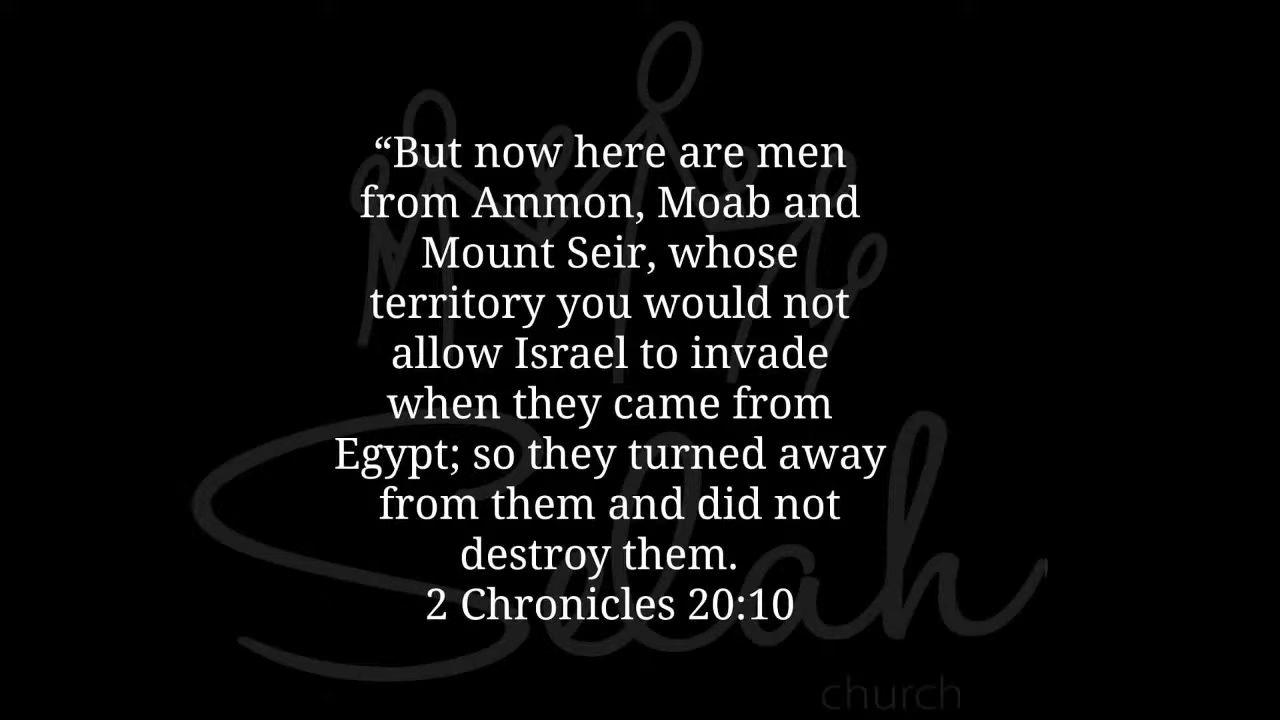 “But now here are men
from Ammon, Moab and
Mount Seir, whose
territory you would not
allow Israel to invade
when they came from
Egypt; so they turned away
from them and did not
destroy them.
2 Chronicles 20:10
Selah
church